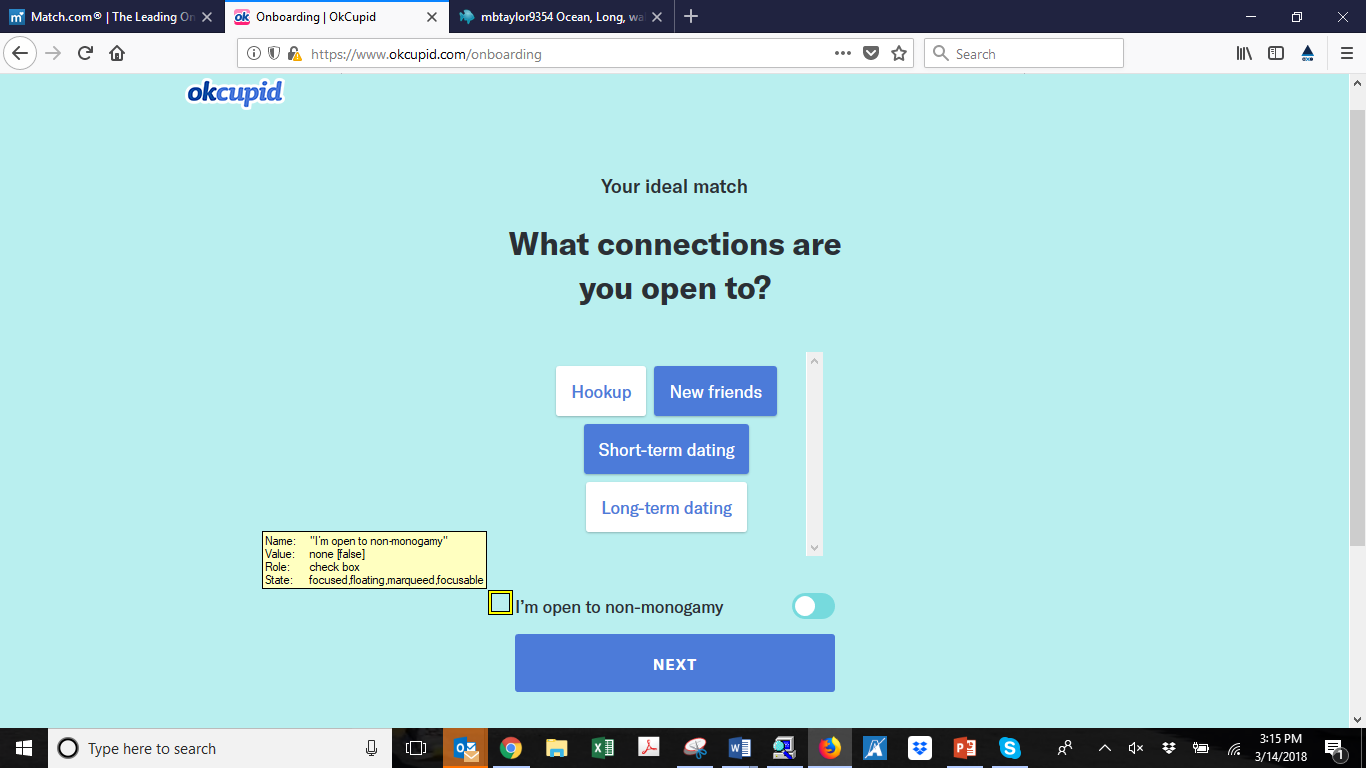 Match.com® | The Leading On
Onboarding | OkCupid
mbtaylor9354 Ocean, Long, wa
https://www.okcupid.com/onboarding
Search
okcupid
Your ideal match
What connections are
you open to?
Hookup
New friends
Short-term dating
Long-term dating
Name: "I'm open to non-monogamy"
Value: none [false]
Role: check box
State: focused,floating,marqueed,focusable
I'm open to non-monogamy
NEXT
Type here to search
3:15 PM
3/14/2018
1